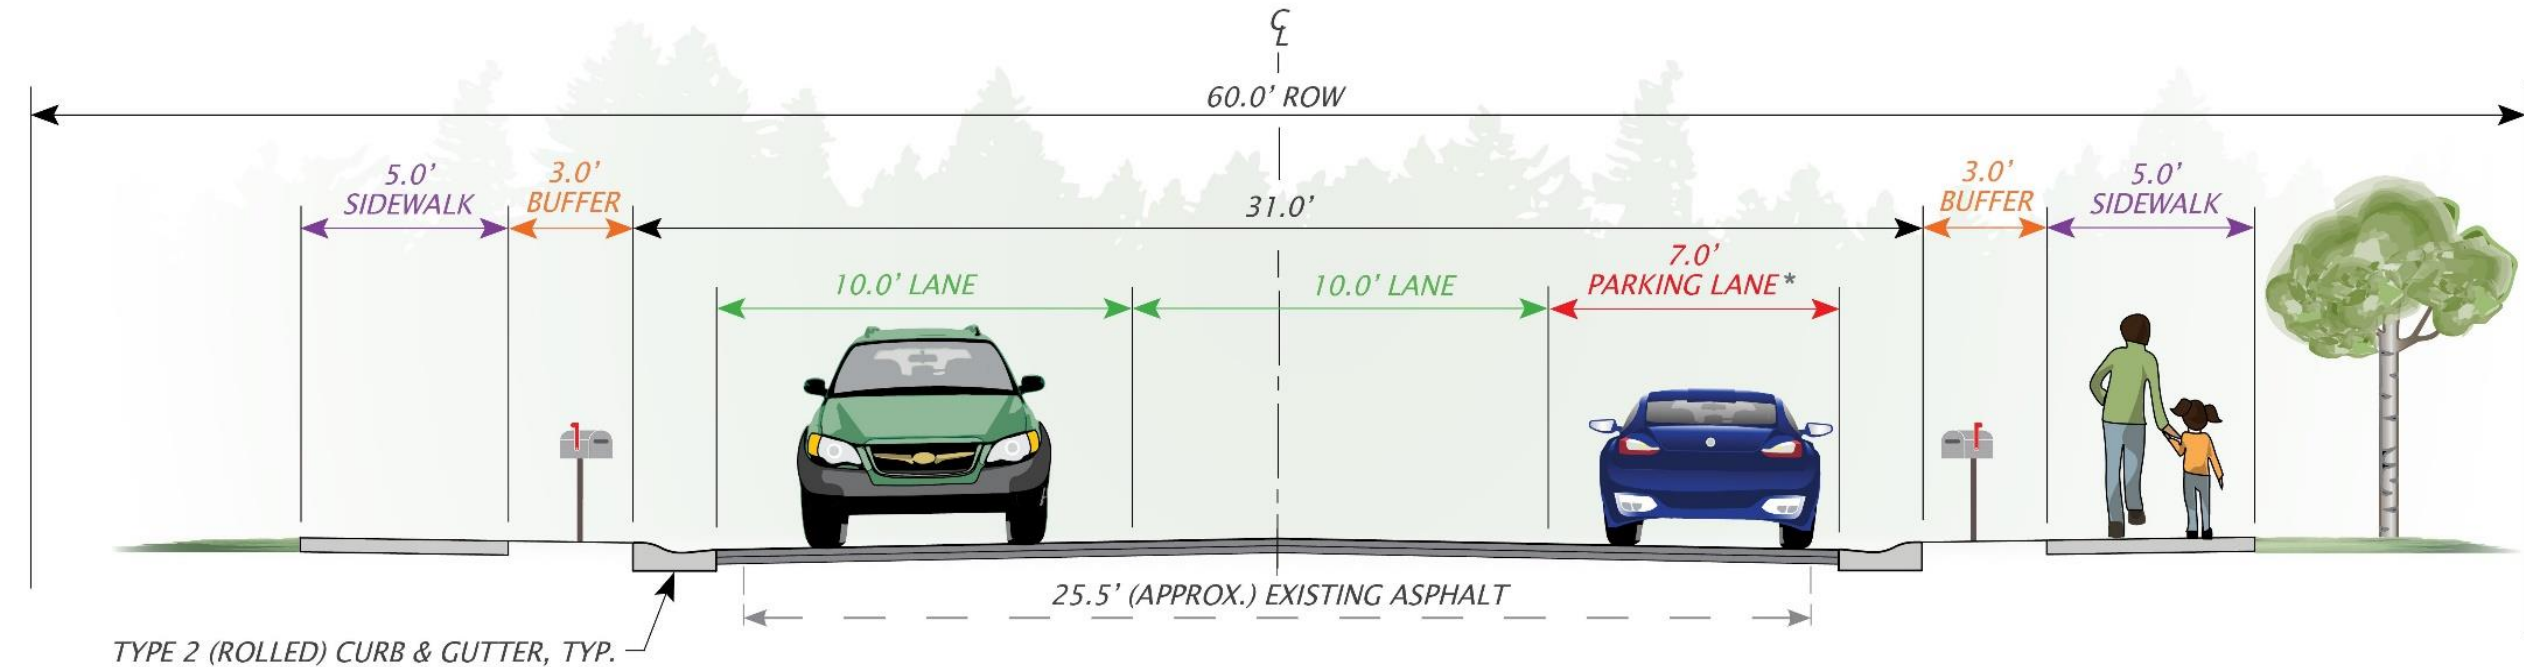 ℄
60.0' ROW
5.0'
SIDEWALK
3.0'
BUFFER
31.0'
3.0'
BUFFER
5.0'
SIDEWALK
10.0' LANE
10.0' LANE
7.0'
PARKING LANE*
25.5' (APPROX.) EXISTING ASPHALT
TYPE 2 (ROLLED) CURB & GUTTER, TYP.